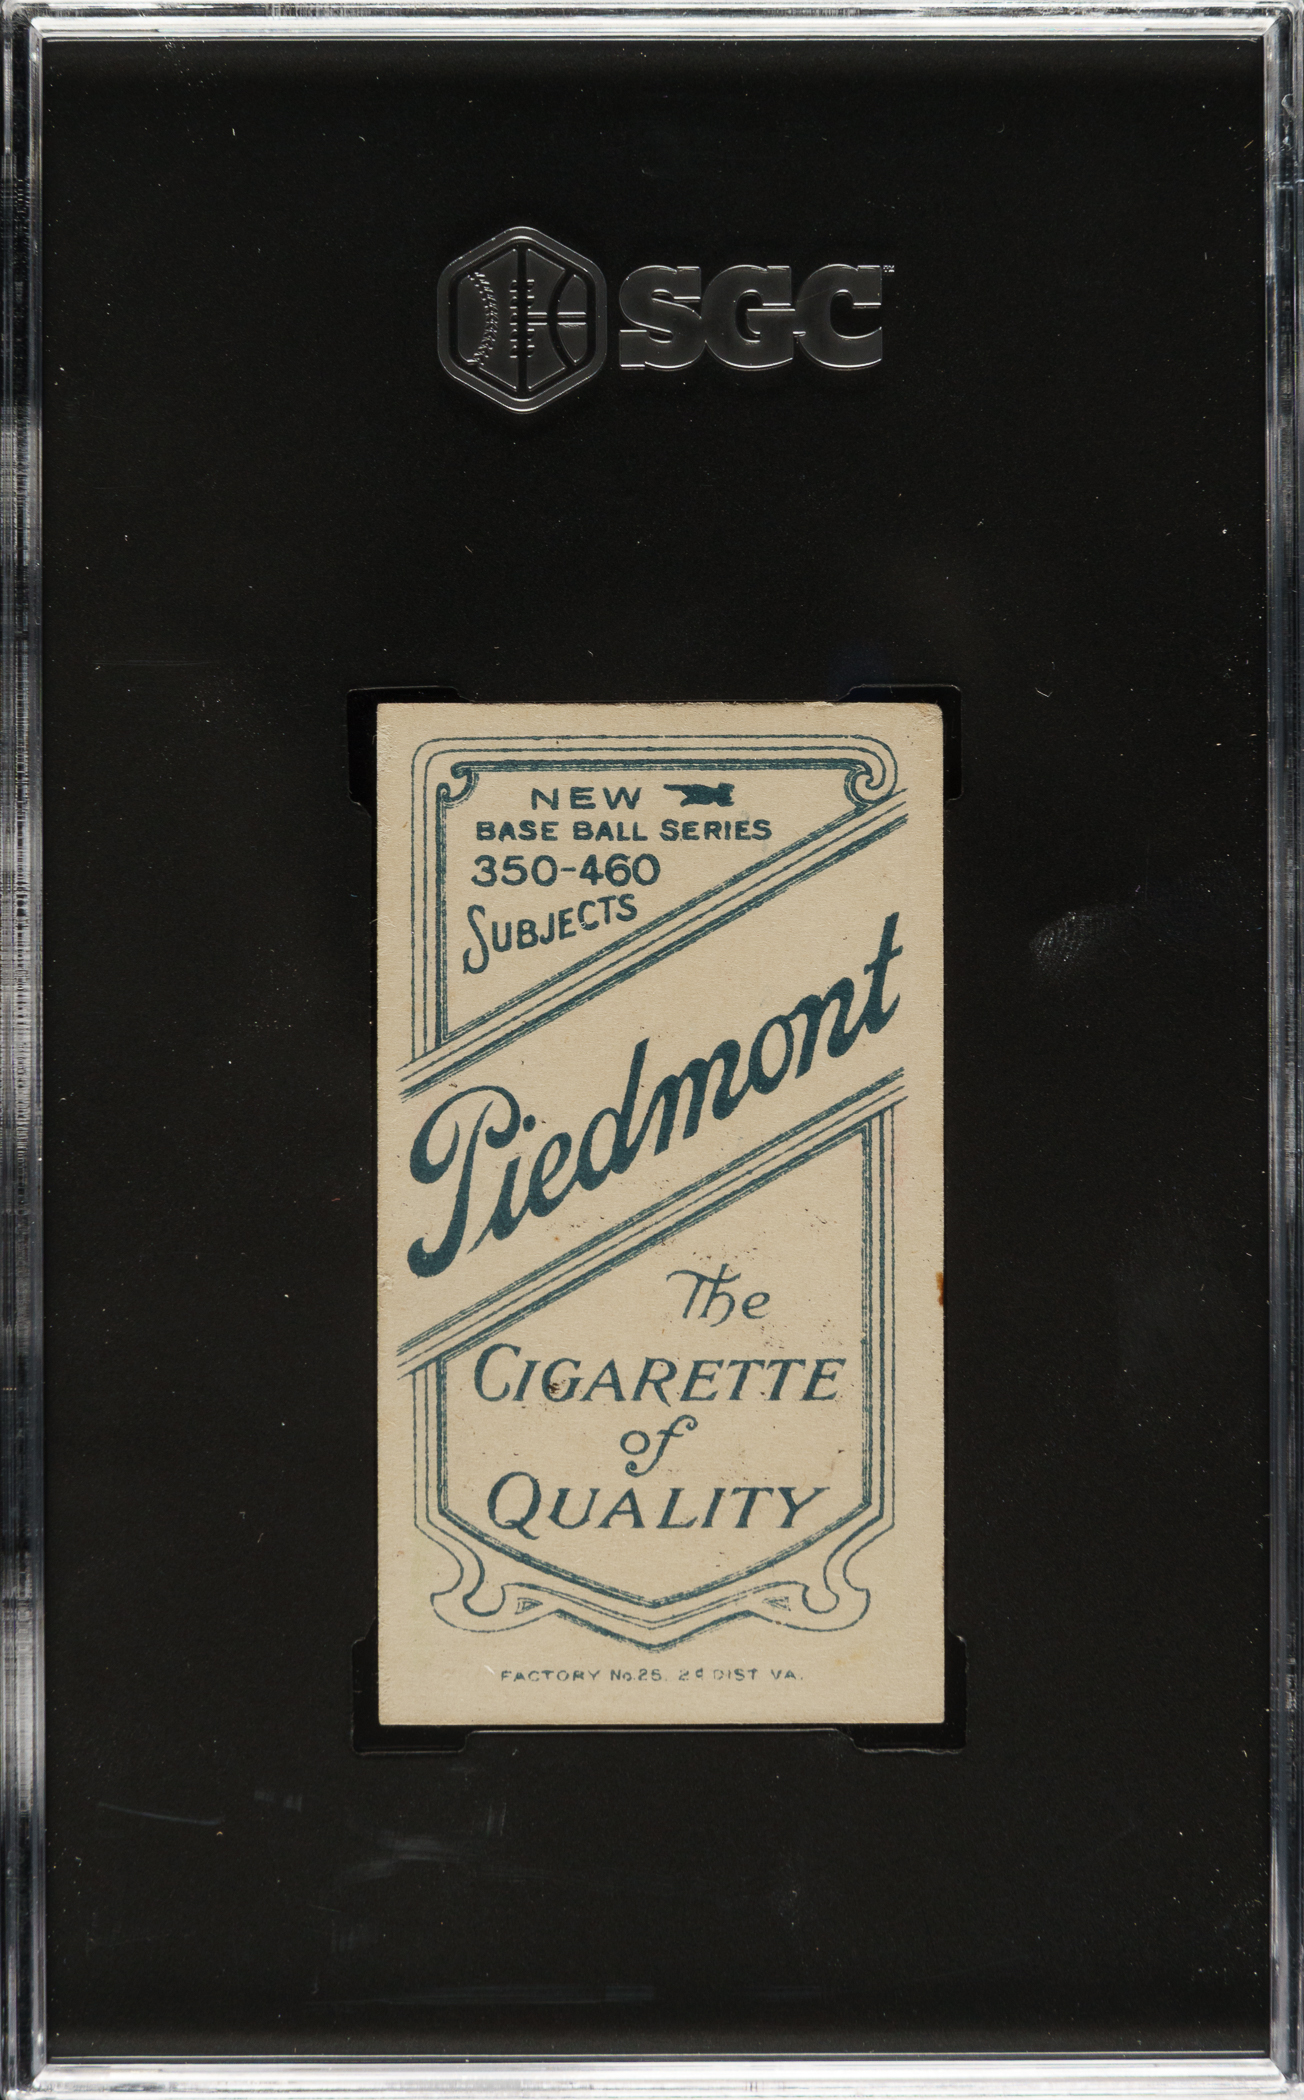 SGC
NEW
BASE BALL SERIES
350-460
SUBJECTS
Piedmont
The
CIGARETTE
of
QUALITY
FACTORY No. 25, 2d DIST VA.